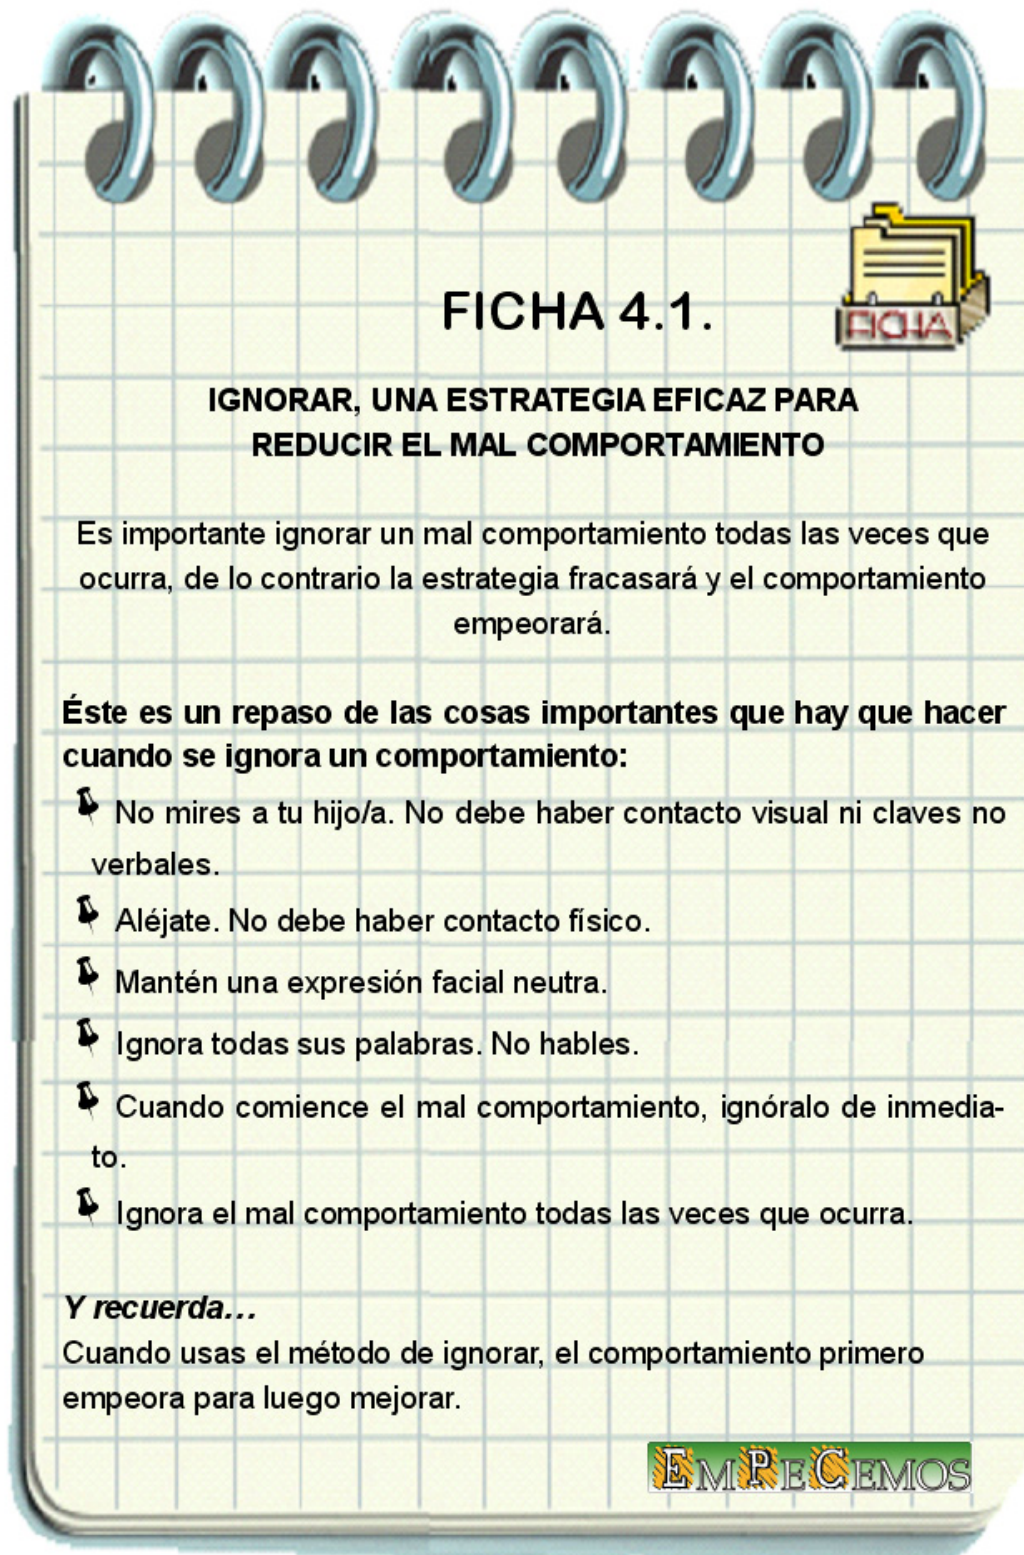 FICHA
FICHA 4.1.
IGNORAR, UNA ESTRATEGIA EFICAZ PARA
REDUCIR EL MAL COMPORTAMIENTO
Es importante ignorar un mal comportamiento todas las veces que
ocurra, de lo contrario la estrategia fracasará y el comportamiento
empeorará.
Éste es un repaso de las cosas importantes que hay que hacer
cuando se ignora un comportamiento:
No mires a tu hijo/a. No debe haber contacto visual ni claves no
verbales.
Aléjate. No debe haber contacto físico.
Mantén una expresión facial neutra.
Ignora todas sus palabras. No hables.
Cuando comience el mal comportamiento, ignóralo de inmedia-
to.
Ignora el mal comportamiento todas las veces que ocurra.
Y recuerda...
Cuando usas el método de ignorar, el comportamiento primero
empeora para luego mejorar.
EMPECEMOS